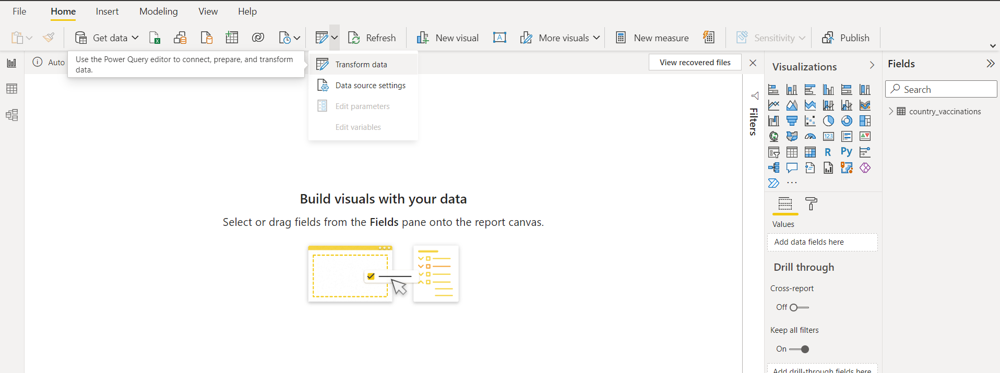 File Home Insert Modeling View Help
Get data Refresh New visual A More visuals New measure Sensitivity Publish
Use the Power Query editor to connect, prepare, and transform
data.
Auto
Transform data
Data source settings
Edit parameters
Edit variables
View recovered files
Build visuals with your data
Select or drag fields from the Fields pane onto the report canvas.
Filters
Visualizations
123
R Py
Values
Add data fields here
Drill through
Cross-report
Off
Keep all filters
On
Add drill-through fields here
Fields
Search
country_vaccinations